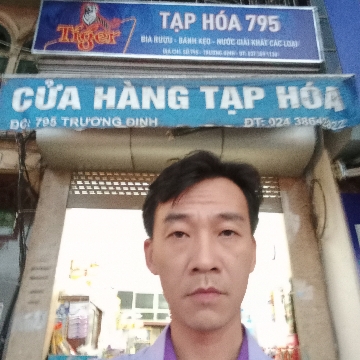 Tiger
TẠP HÓA 795
BIA RƯỢU - BÁNH KẸO - NƯỚC GIẢI KHÁT CÁC LOẠI
CỬA HÀNG TẠP HÓA
ĐC: 795 TRƯƠNG ĐỊNH ĐT: 024